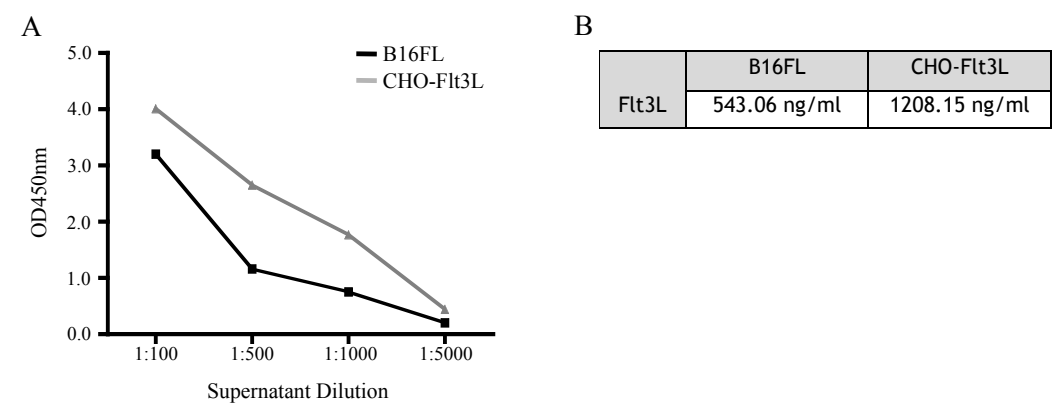 A
B16FL
CHO-Flt3L
OD450nm
5.0
4.0
3.0
2.0
1.0
0.0
1:100 1:500 1:1000 1:5000
Supernatant Dilution
B
B16FL CHO-Flt3L
Flt3L 543.06 ng/ml 1208.15 ng/ml